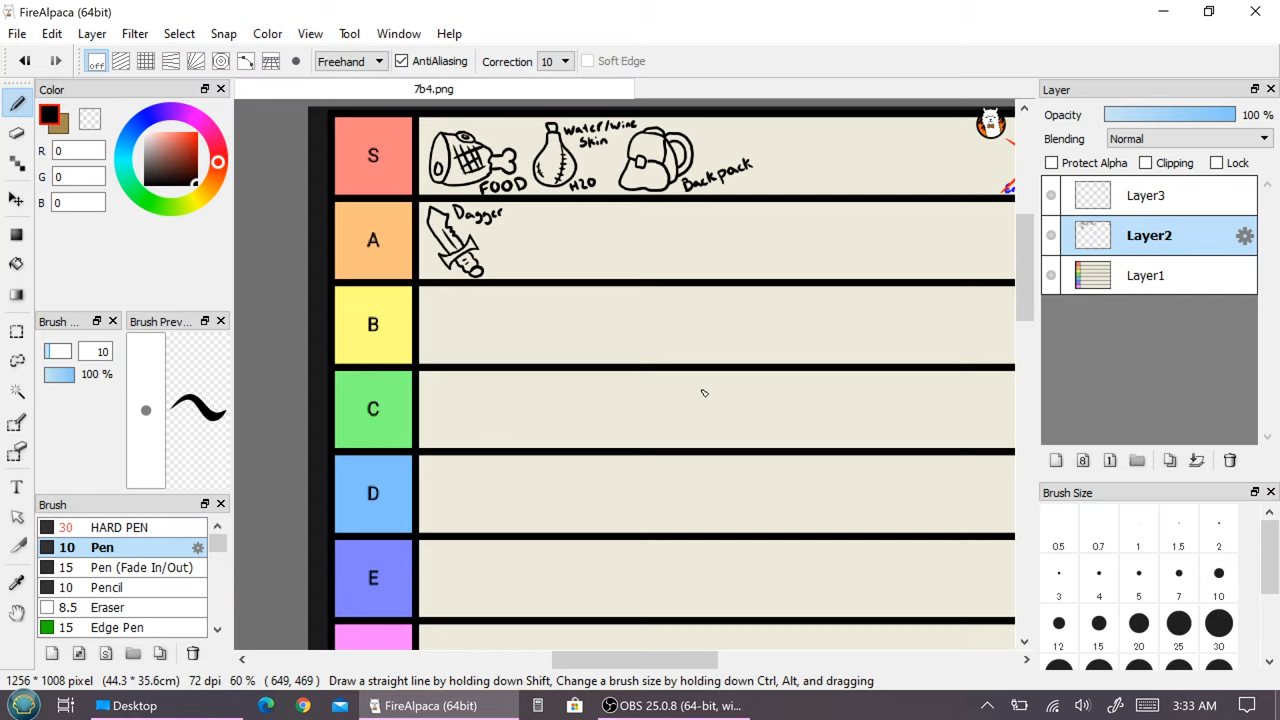 FireAlpaca (64bit)
File Edit Layer Filter Select Snap Color View Tool Window Help
off Freehand AntiAliasing Correction 10 Soft Edge
Color
7b4.png
Layer
R 0
G 0
B 0
Opacity 100 %
Blending Normal
Protect Alpha Clipping Lock
Layer3
Layer2
Layer1
S
FOOD
Water/Wine
Skin
H2O
Backpack
A
Dagger
B
C
D
E
Brush ...
Brush Prev...
10
100 %
Brush
30 HARD PEN
10 Pen
15 Pen (Fade In/Out)
10 Pencil
8.5 Eraser
15 Edge Pen
8
1
S
Brush Size
0.5 0.7 1 1.5 2
3 4 5 7 10
12 15 20 25 30
1256 * 1008 pixel (44.3 * 35.6cm) 72 dpi 60 % ( 649, 469 ) Draw a straight line by holding down Shift, Change a brush size by holding down Ctrl, Alt, and dragging
Desktop
FireAlpaca (64bit)
OBS 25.0.8 (64-bit, wi...
3:33 AM